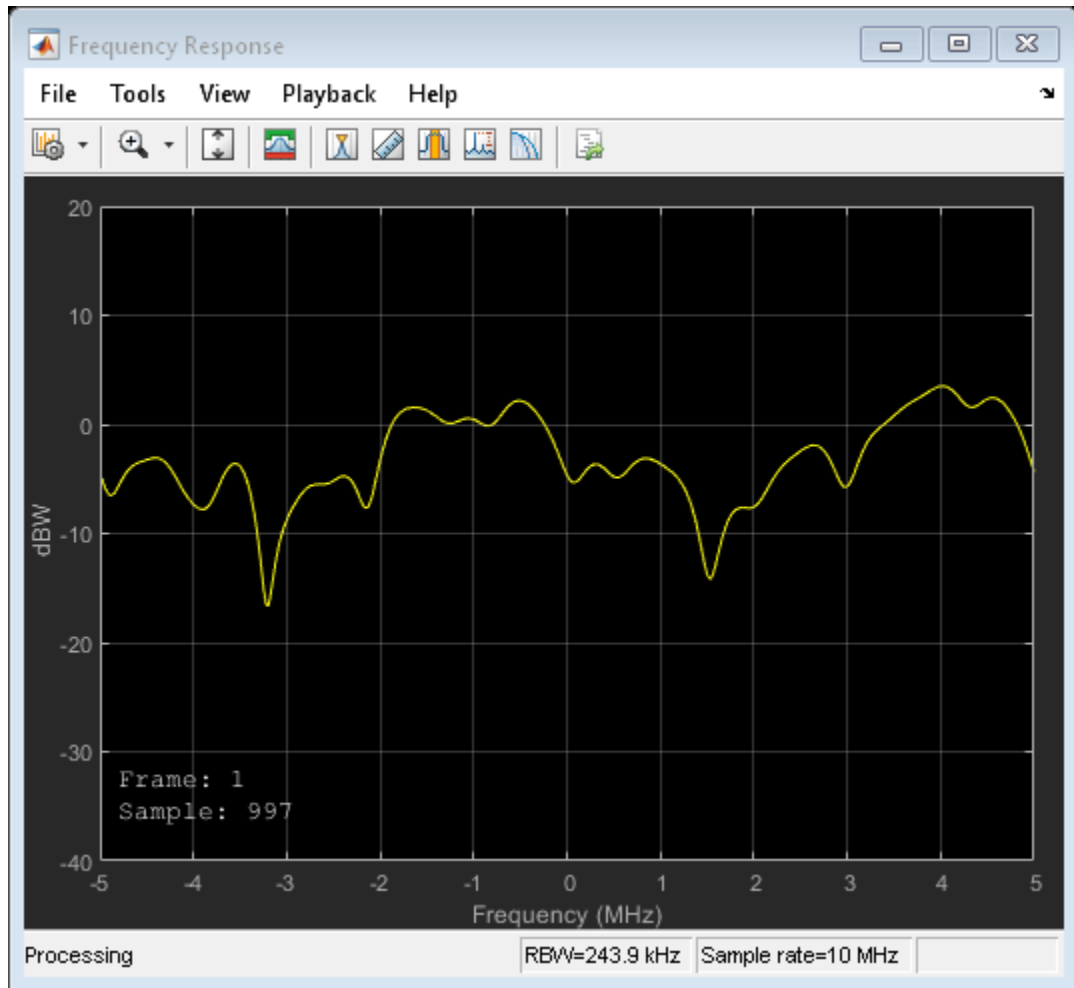 Frequency Response
File Tools View Playback Help
20
10
0
-10
-20
-30
-40
dBW
Frame: 1
Sample: 997
-5 -4 -3 -2 -1 0 1 2 3 4 5
Frequency (MHz)
Processing RBW=243.9 kHz Sample rate=10 MHz